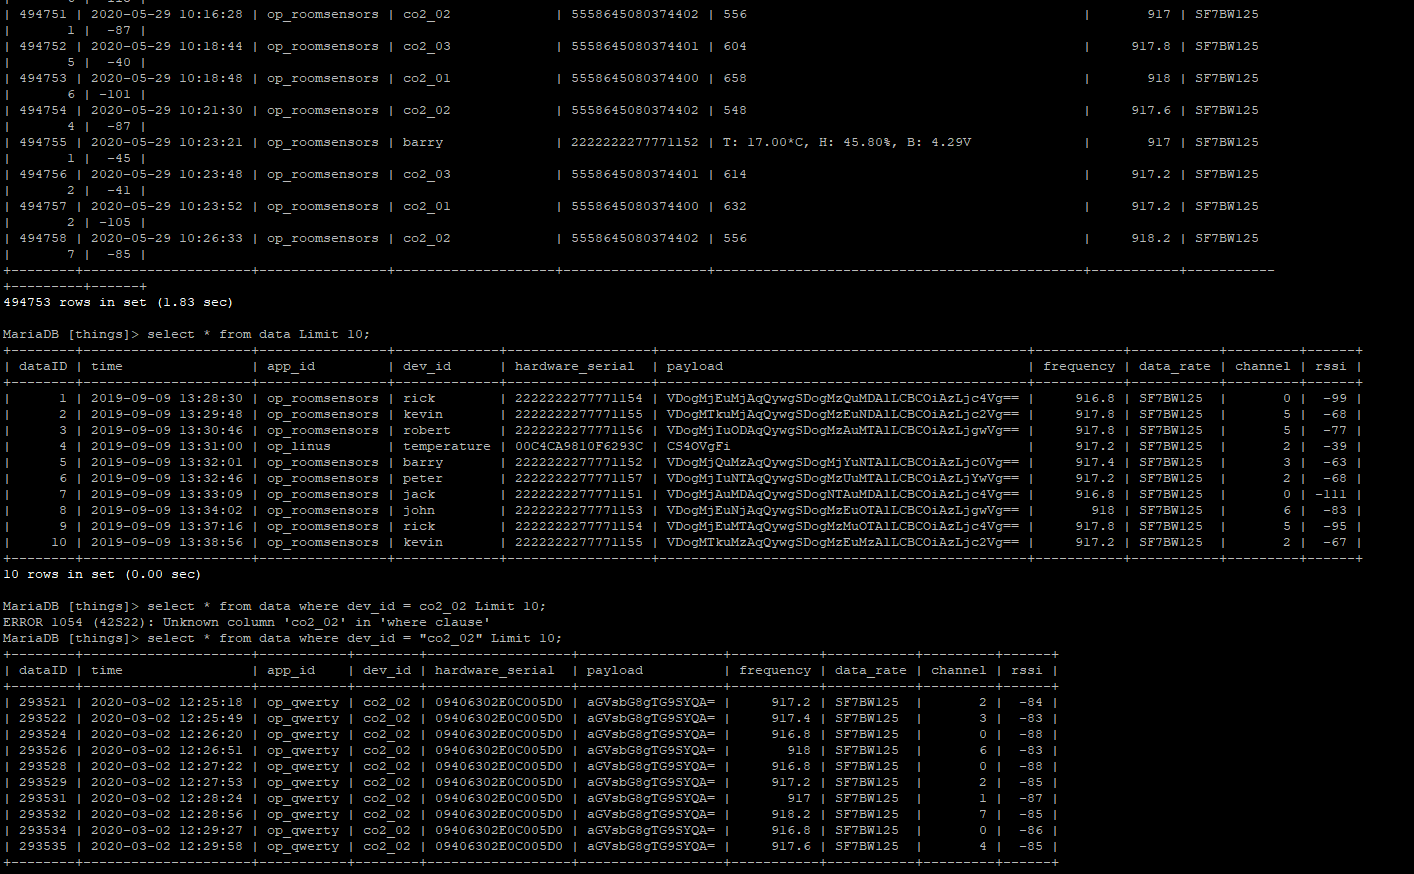 | 494751 | 2020-05-29 10:16:28 | op_roomsensors | co2_02 | 5558645080374402 | 556 | 917 | SF7BW125
| 1 | -87 |
| 494752 | 2020-05-29 10:18:44 | op_roomsensors | co2_03 | 5558645080374401 | 604 | 917.8 | SF7BW125
| 5 | -40 |
| 494753 | 2020-05-29 10:18:48 | op_roomsensors | co2_01 | 5558645080374400 | 658 | 918 | SF7BW125
| 6 | -101 |
| 494754 | 2020-05-29 10:21:30 | op_roomsensors | co2_02 | 5558645080374402 | 548 | 917.6 | SF7BW125
| 4 | -87 |
| 494755 | 2020-05-29 10:23:21 | op_roomsensors | barry | 2222222277771152 | T: 17.00*C, H: 45.80%, B: 4.29V | 917 | SF7BW125
| 1 | -45 |
| 494756 | 2020-05-29 10:23:48 | op_roomsensors | co2_03 | 5558645080374401 | 614 | 917.2 | SF7BW125
| 2 | -41 |
| 494757 | 2020-05-29 10:23:52 | op_roomsensors | co2_01 | 5558645080374400 | 632 | 917.2 | SF7BW125
| 2 | -105 |
| 494758 | 2020-05-29 10:26:33 | op_roomsensors | co2_02 | 5558645080374402 | 556 | 918.2 | SF7BW125
| 7 | -85 |
494753 rows in set (1.83 sec)
MariaDB [things]> select * from data Limit 10;
| dataID | time | app_id | dev_id | hardware_serial | payload | frequency | data_rate | channel | rssi |
| 1 | 2019-09-09 13:28:30 | op_roomsensors | rick | 2222222277771154 | VDogMjEuMjAqQywgSDogMzQuMDAlLCBCOiAzLjc4Vg== | 916.8 | SF7BW125 | 0 | -99 |
| 2 | 2019-09-09 13:29:48 | op_roomsensors | kevin | 2222222277771155 | VDogMTkuMjAqQywgSDogMzEuNDAlLCBCOiAzLjc2Vg== | 917.8 | SF7BW125 | 5 | -68 |
| 3 | 2019-09-09 13:30:46 | op_roomsensors | robert | 2222222277771156 | VDogMjIuODAqQywgSDogMzAuMTAlLCBCOiAzLjgwVg== | 917.8 | SF7BW125 | 5 | -77 |
| 4 | 2019-09-09 13:31:00 | op_linus | temperature | 00C4CA9810F6293C | CS4OVgFi | 917.2 | SF7BW125 | 2 | -39 |
| 5 | 2019-09-09 13:32:01 | op_roomsensors | barry | 2222222277771152 | VDogMjQuMzAqQywgSDogMjYuNTAlLCBCOiAzLjc0Vg== | 917.4 | SF7BW125 | 3 | -63 |
| 6 | 2019-09-09 13:32:46 | op_roomsensors | peter | 2222222277771157 | VDogMjIuNTAqQywgSDogMzUuMTAlLCBCOiAzLjYwVg== | 917.2 | SF7BW125 | 2 | -68 |
| 7 | 2019-09-09 13:33:09 | op_roomsensors | jack | 2222222277771151 | VDogMjAuMDAqQywgSDogNTAuMDAlLCBCOiAzLjc4Vg== | 916.8 | SF7BW125 | 0 | -111 |
| 8 | 2019-09-09 13:34:02 | op_roomsensors | john | 2222222277771153 | VDogMjEuNjAqQywgSDogMzEuOTAlLCBCOiAzLjgwVg== | 918 | SF7BW125 | 6 | -83 |
| 9 | 2019-09-09 13:37:16 | op_roomsensors | rick | 2222222277771154 | VDogMjEuMTAqQywgSDogMzMuOTAlLCBCOiAzLjc4Vg== | 917.8 | SF7BW125 | 5 | -95 |
| 10 | 2019-09-09 13:38:56 | op_roomsensors | kevin | 2222222277771155 | VDogMTkuMzAqQywgSDogMzEuMzAlLCBCOiAzLjc2Vg== | 917.2 | SF7BW125 | 2 | -67 |
10 rows in set (0.00 sec)
MariaDB [things]> select * from data where dev_id = co2_02 Limit 10;
ERROR 1054 (42S22): Unknown column 'co2_02' in 'where clause'
MariaDB [things]> select * from data where dev_id = "co2_02" Limit 10;
| dataID | time | app_id | dev_id | hardware_serial | payload | frequency | data_rate | channel | rssi |
| 293521 | 2020-03-02 12:25:18 | op_qwerty | co2_02 | 09406302E0C005D0 | aGVsbG8gTG9SYQA= | 917.2 | SF7BW125 | 2 | -84 |
| 293522 | 2020-03-02 12:25:49 | op_qwerty | co2_02 | 09406302E0C005D0 | aGVsbG8gTG9SYQA= | 917.4 | SF7BW125 | 3 | -83 |
| 293524 | 2020-03-02 12:26:20 | op_qwerty | co2_02 | 09406302E0C005D0 | aGVsbG8gTG9SYQA= | 916.8 | SF7BW125 | 0 | -88 |
| 293526 | 2020-03-02 12:26:51 | op_qwerty | co2_02 | 09406302E0C005D0 | aGVsbG8gTG9SYQA= | 918 | SF7BW125 | 6 | -83 |
| 293528 | 2020-03-02 12:27:22 | op_qwerty | co2_02 | 09406302E0C005D0 | aGVsbG8gTG9SYQA= | 916.8 | SF7BW125 | 0 | -88 |
| 293529 | 2020-03-02 12:27:53 | op_qwerty | co2_02 | 09406302E0C005D0 | aGVsbG8gTG9SYQA= | 917.2 | SF7BW125 | 2 | -85 |
| 293531 | 2020-03-02 12:28:24 | op_qwerty | co2_02 | 09406302E0C005D0 | aGVsbG8gTG9SYQA= | 917 | SF7BW125 | 1 | -87 |
| 293532 | 2020-03-02 12:28:56 | op_qwerty | co2_02 | 09406302E0C005D0 | aGVsbG8gTG9SYQA= | 918.2 | SF7BW125 | 7 | -85 |
| 293534 | 2020-03-02 12:29:27 | op_qwerty | co2_02 | 09406302E0C005D0 | aGVsbG8gTG9SYQA= | 916.8 | SF7BW125 | 0 | -86 |
| 293535 | 2020-03-02 12:29:58 | op_qwerty | co2_02 | 09406302E0C005D0 | aGVsbG8gTG9SYQA= | 917.6 | SF7BW125 | 4 | -85 |